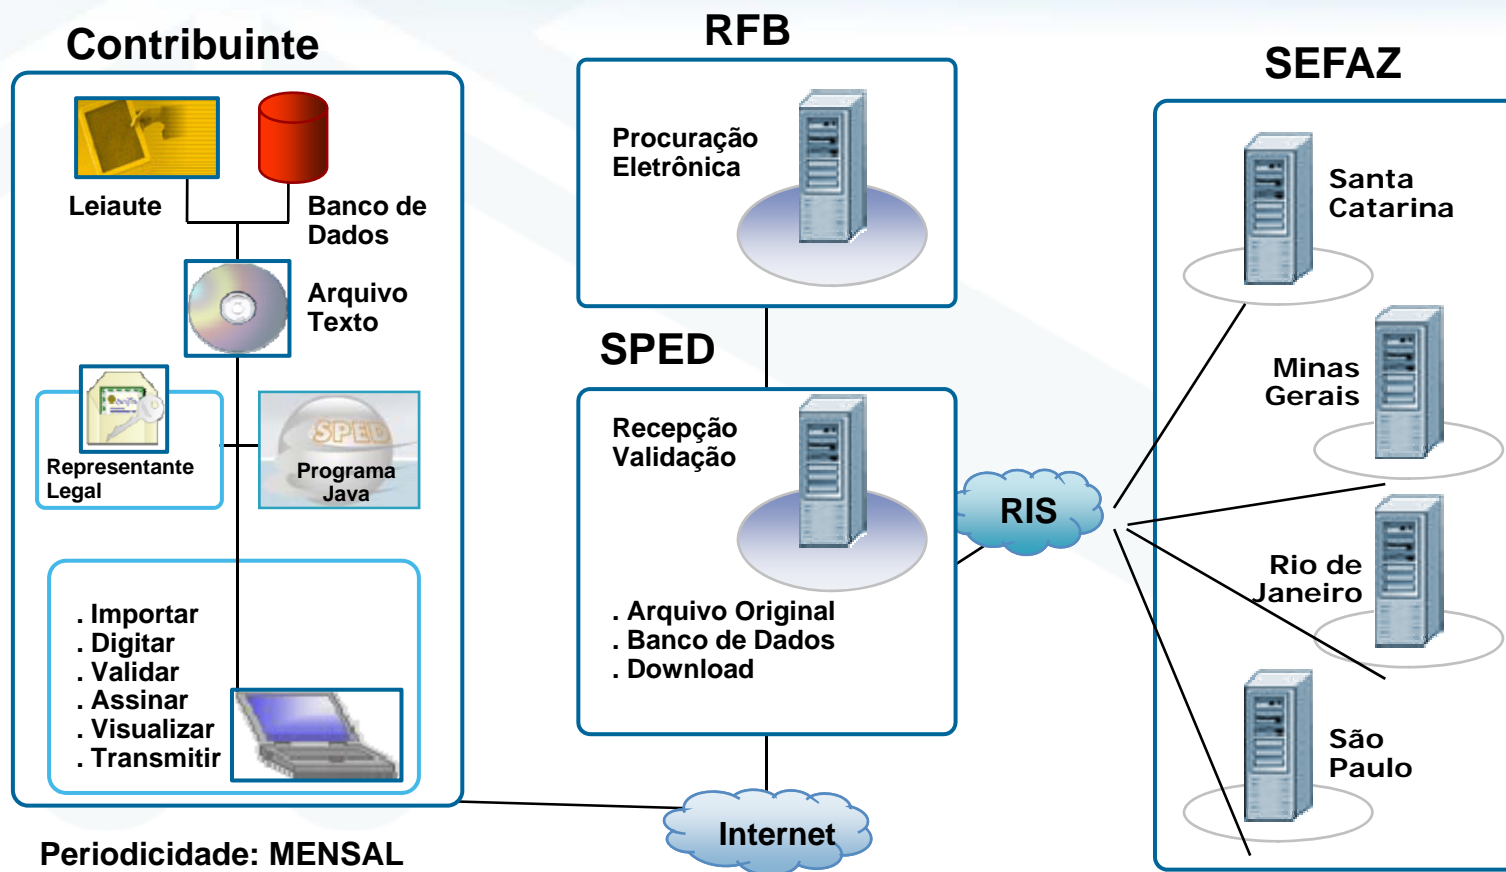 Contribuinte
Leiaute
Banco de
Dados
Arquivo
Texto
Representante
Legal
SPED
Programa
Java
. Importar
. Digitar
. Validar
. Assinar
. Visualizar
. Transmitir
Periodicidade: MENSAL
RFB
Procuração
Eletrônica
SPED
Recepção
Validação
. Arquivo Original
. Banco de Dados
. Download
Internet
RIS
SEFAZ
Santa
Catarina
Minas
Gerais
Rio de
Janeiro
São
Paulo